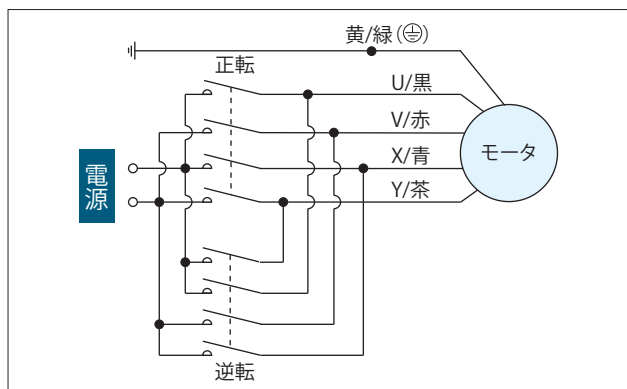 黄/緑(⏚)
正転
U/黒
V/赤
X/青
Y/茶
モータ
電源
逆転